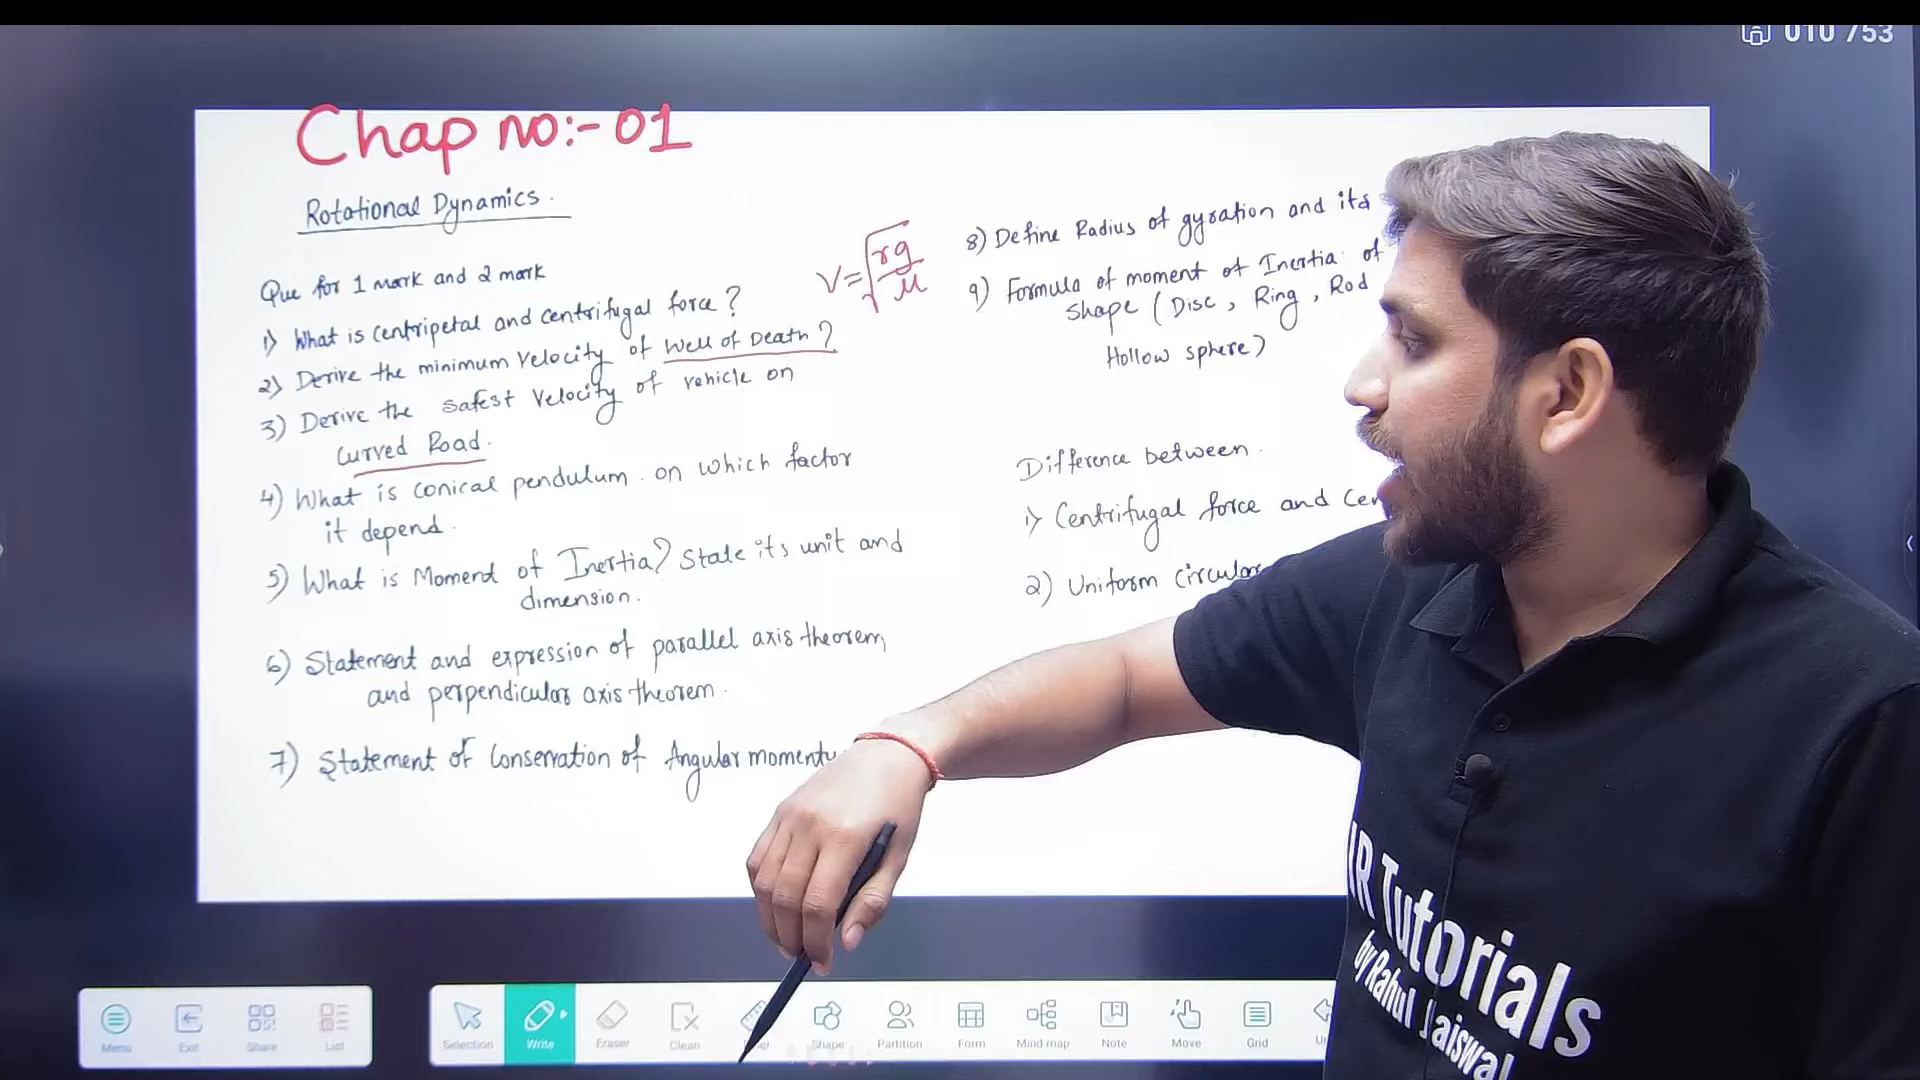 010 753
Chap no:- 01
Rotational Dynamics.
Que for 1 mark and 2 mark
1) What is centripetal and centrifugal force?
2) Derive the minimum velocity of Well of Death?
3) Derive the safest velocity of vehicle on
curved Road.
4) What is conical pendulum. on which factor
it depend.
5) What is Moment of Inertia? State its unit and
dimension.
6) Statement and expression of parallel axis theorem,
and perpendicular axis theorem.
7) Statement of Conservation of Angular momentu
V=√rg/μ
8) Define Radius of gyration and its
9) Formula of moment of Inertia of
shape (Disc, Ring, Rod
Hollow sphere)
Difference between.
1) Centrifugal force and Cen
2) Uniform circular
R Tutorials
by Rahul Jaiswal
Menu Exit Share List
Selection Write Eraser Clean Shape Partition Form Mind map Note Move Grid